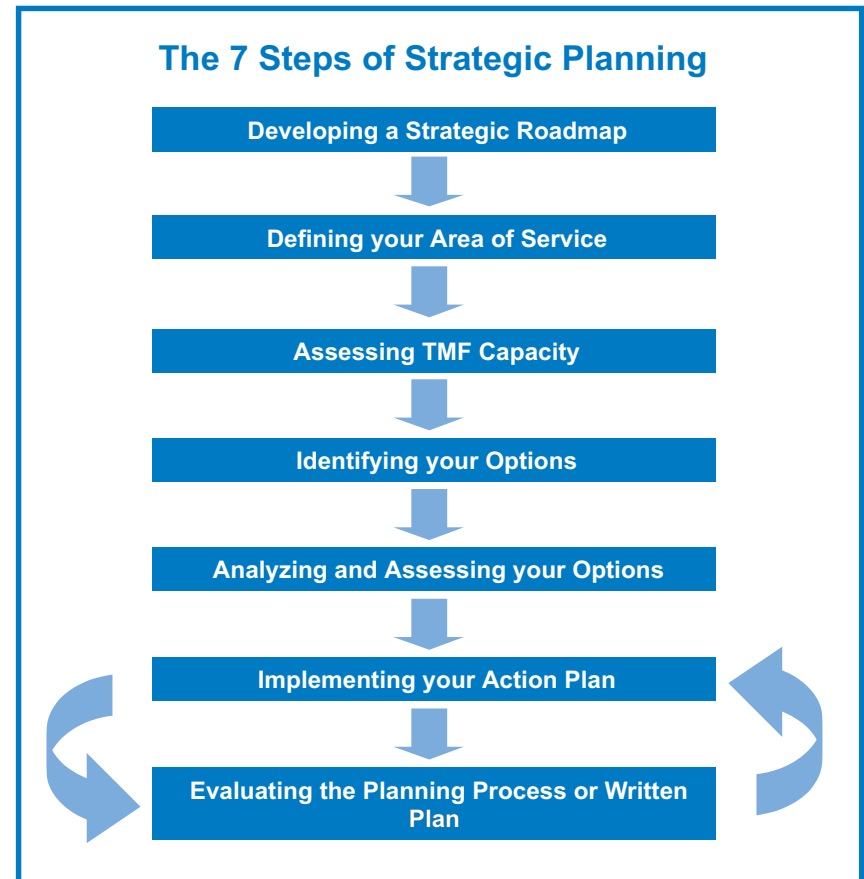 The 7 Steps of Strategic Planning
Developing a Strategic Roadmap
Defining your Area of Service
Assessing TMF Capacity
Identifying your Options
Analyzing and Assessing your Options
Implementing your Action Plan
Evaluating the Planning Process or Written
Plan